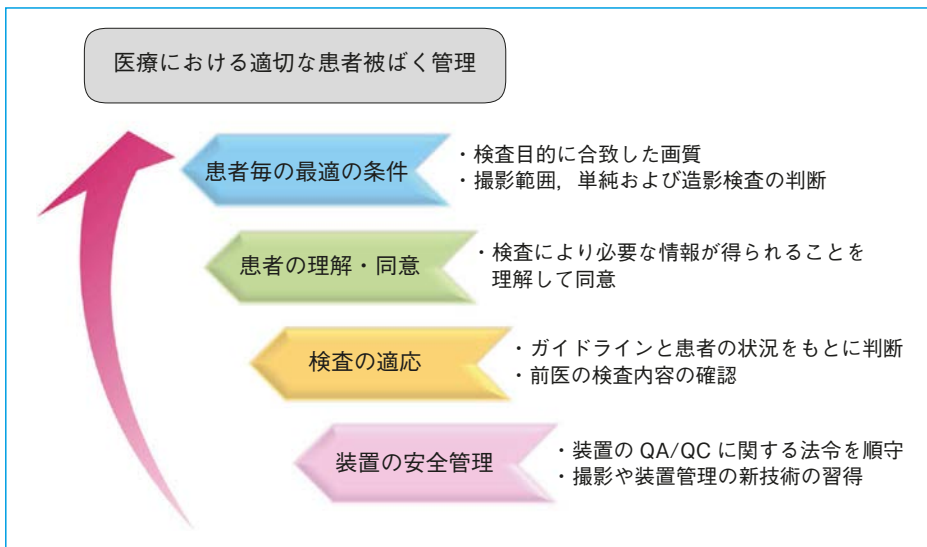 医療における適切な患者被ばく管理
患者毎の最適の条件
・検査目的に合致した画質
・撮影範囲，単純および造影検査の判断
患者の理解・同意
・検査により必要な情報が得られることを
理解して同意
検査の適応
・ガイドラインと患者の状況をもとに判断
・前医の検査内容の確認
装置の安全管理
・装置の QA/QC に関する法令を順守
・撮影や装置管理の新技術の習得